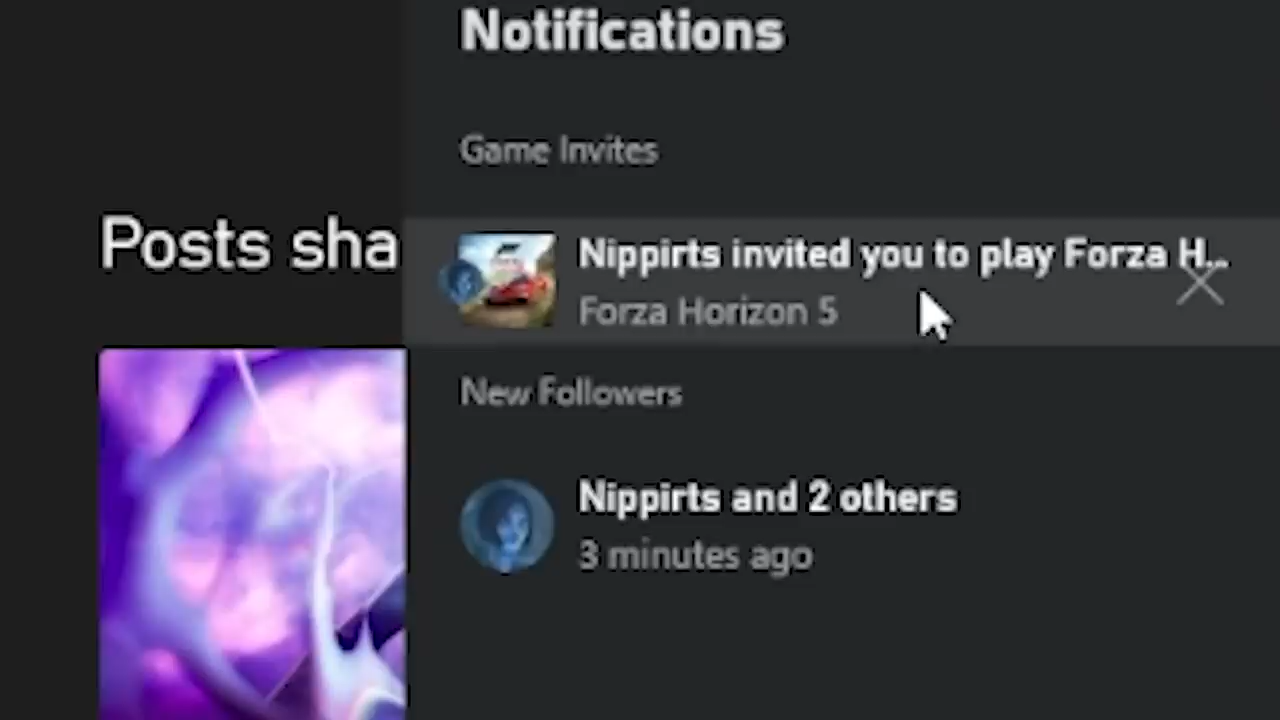 Notifications
Game Invites
Posts sha
Nippirts invited you to play Forza H...
Forza Horizon 5
New Followers
Nippirts and 2 others
3 minutes ago